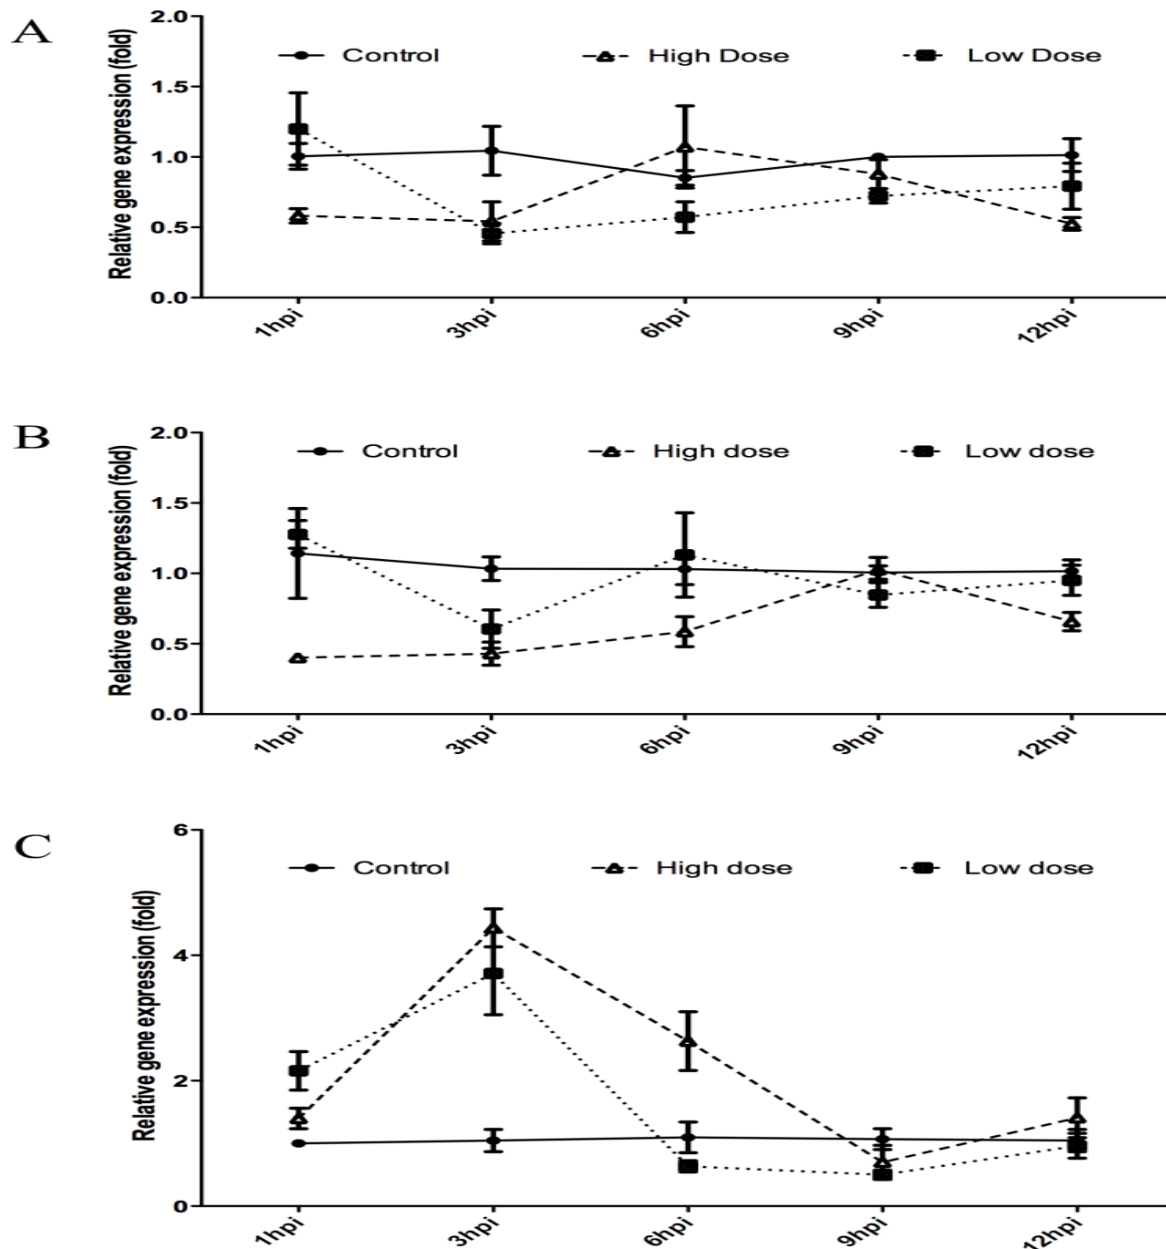 A
Relative gene expression (fold)
2.0
1.5
1.0
0.5
0.0
Control
High Dose
Low Dose
1hpi
3hpi
6hpi
9hpi
12hpi
B
Relative gene expression (fold)
2.0
1.5
1.0
0.5
0.0
Control
High dose
Low dose
1hpi
3hpi
6hpi
9hpi
12hpi
C
Relative gene expression (fold)
6
4
2
0
Control
High dose
Low dose
1hpi
3hpi
6hpi
9hpi
12hpi